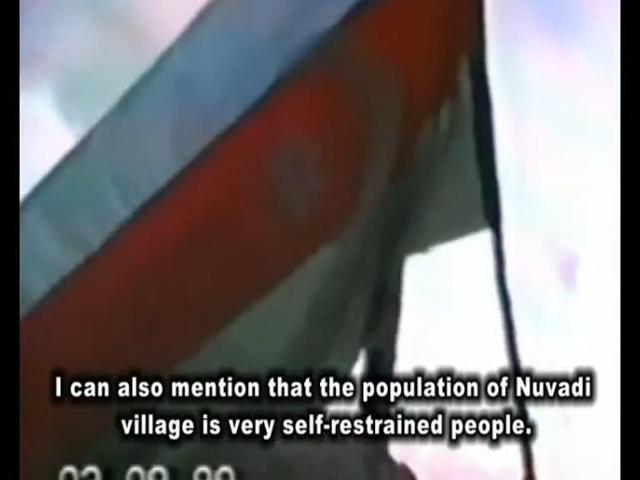 I can also mention that the population of Nuvadi
village is very self-restrained people.